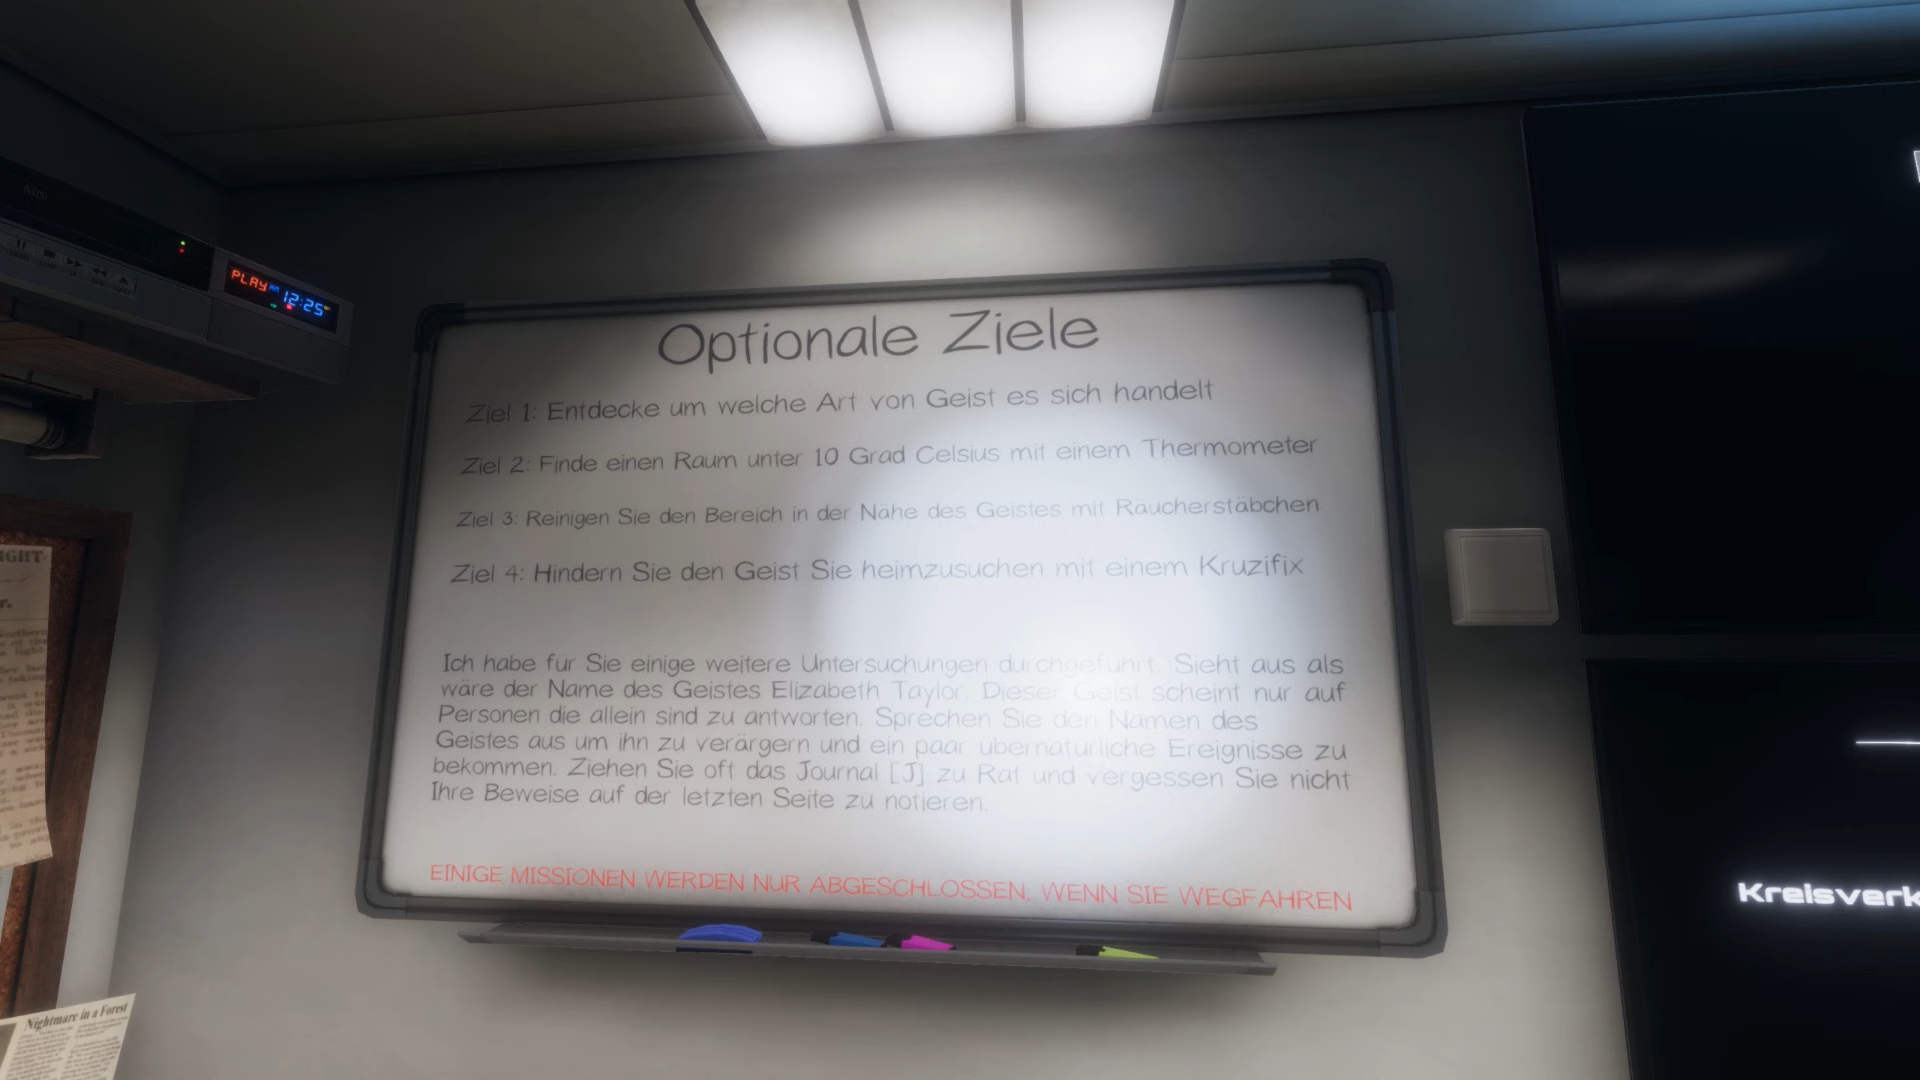 PLAY AM 12:25
Optionale Ziele
Ziel 1: Entdecke um welche Art von Geist es sich handelt
Ziel 2: Finde einen Raum unter 10 Grad Celsius mit einem Thermometer
Ziel 3: Reinigen Sie den Bereich in der Nähe des Geistes mit Räucherstäbchen
Ziel 4: Hindern Sie den Geist Sie heimzusuchen mit einem Kruzifix
Ich habe für Sie einige weitere Untersuchungen durchgeführt. Sieht aus als
wäre der Name des Geistes Elizabeth Taylor. Dieser Geist scheint nur auf
Personen die allein sind zu antworten. Sprechen Sie den Namen des
Geistes aus um ihn zu verärgern und ein paar übernatürliche Ereignisse zu
bekommen. Ziehen Sie oft das Journal [J] zu Rat und vergessen Sie nicht
Ihre Beweise auf der letzten Seite zu notieren.
EINIGE MISSIONEN WERDEN NUR ABGESCHLOSSEN, WENN SIE WEGFAHREN
Kreisverk
IGHT
Nightmare in a Forest